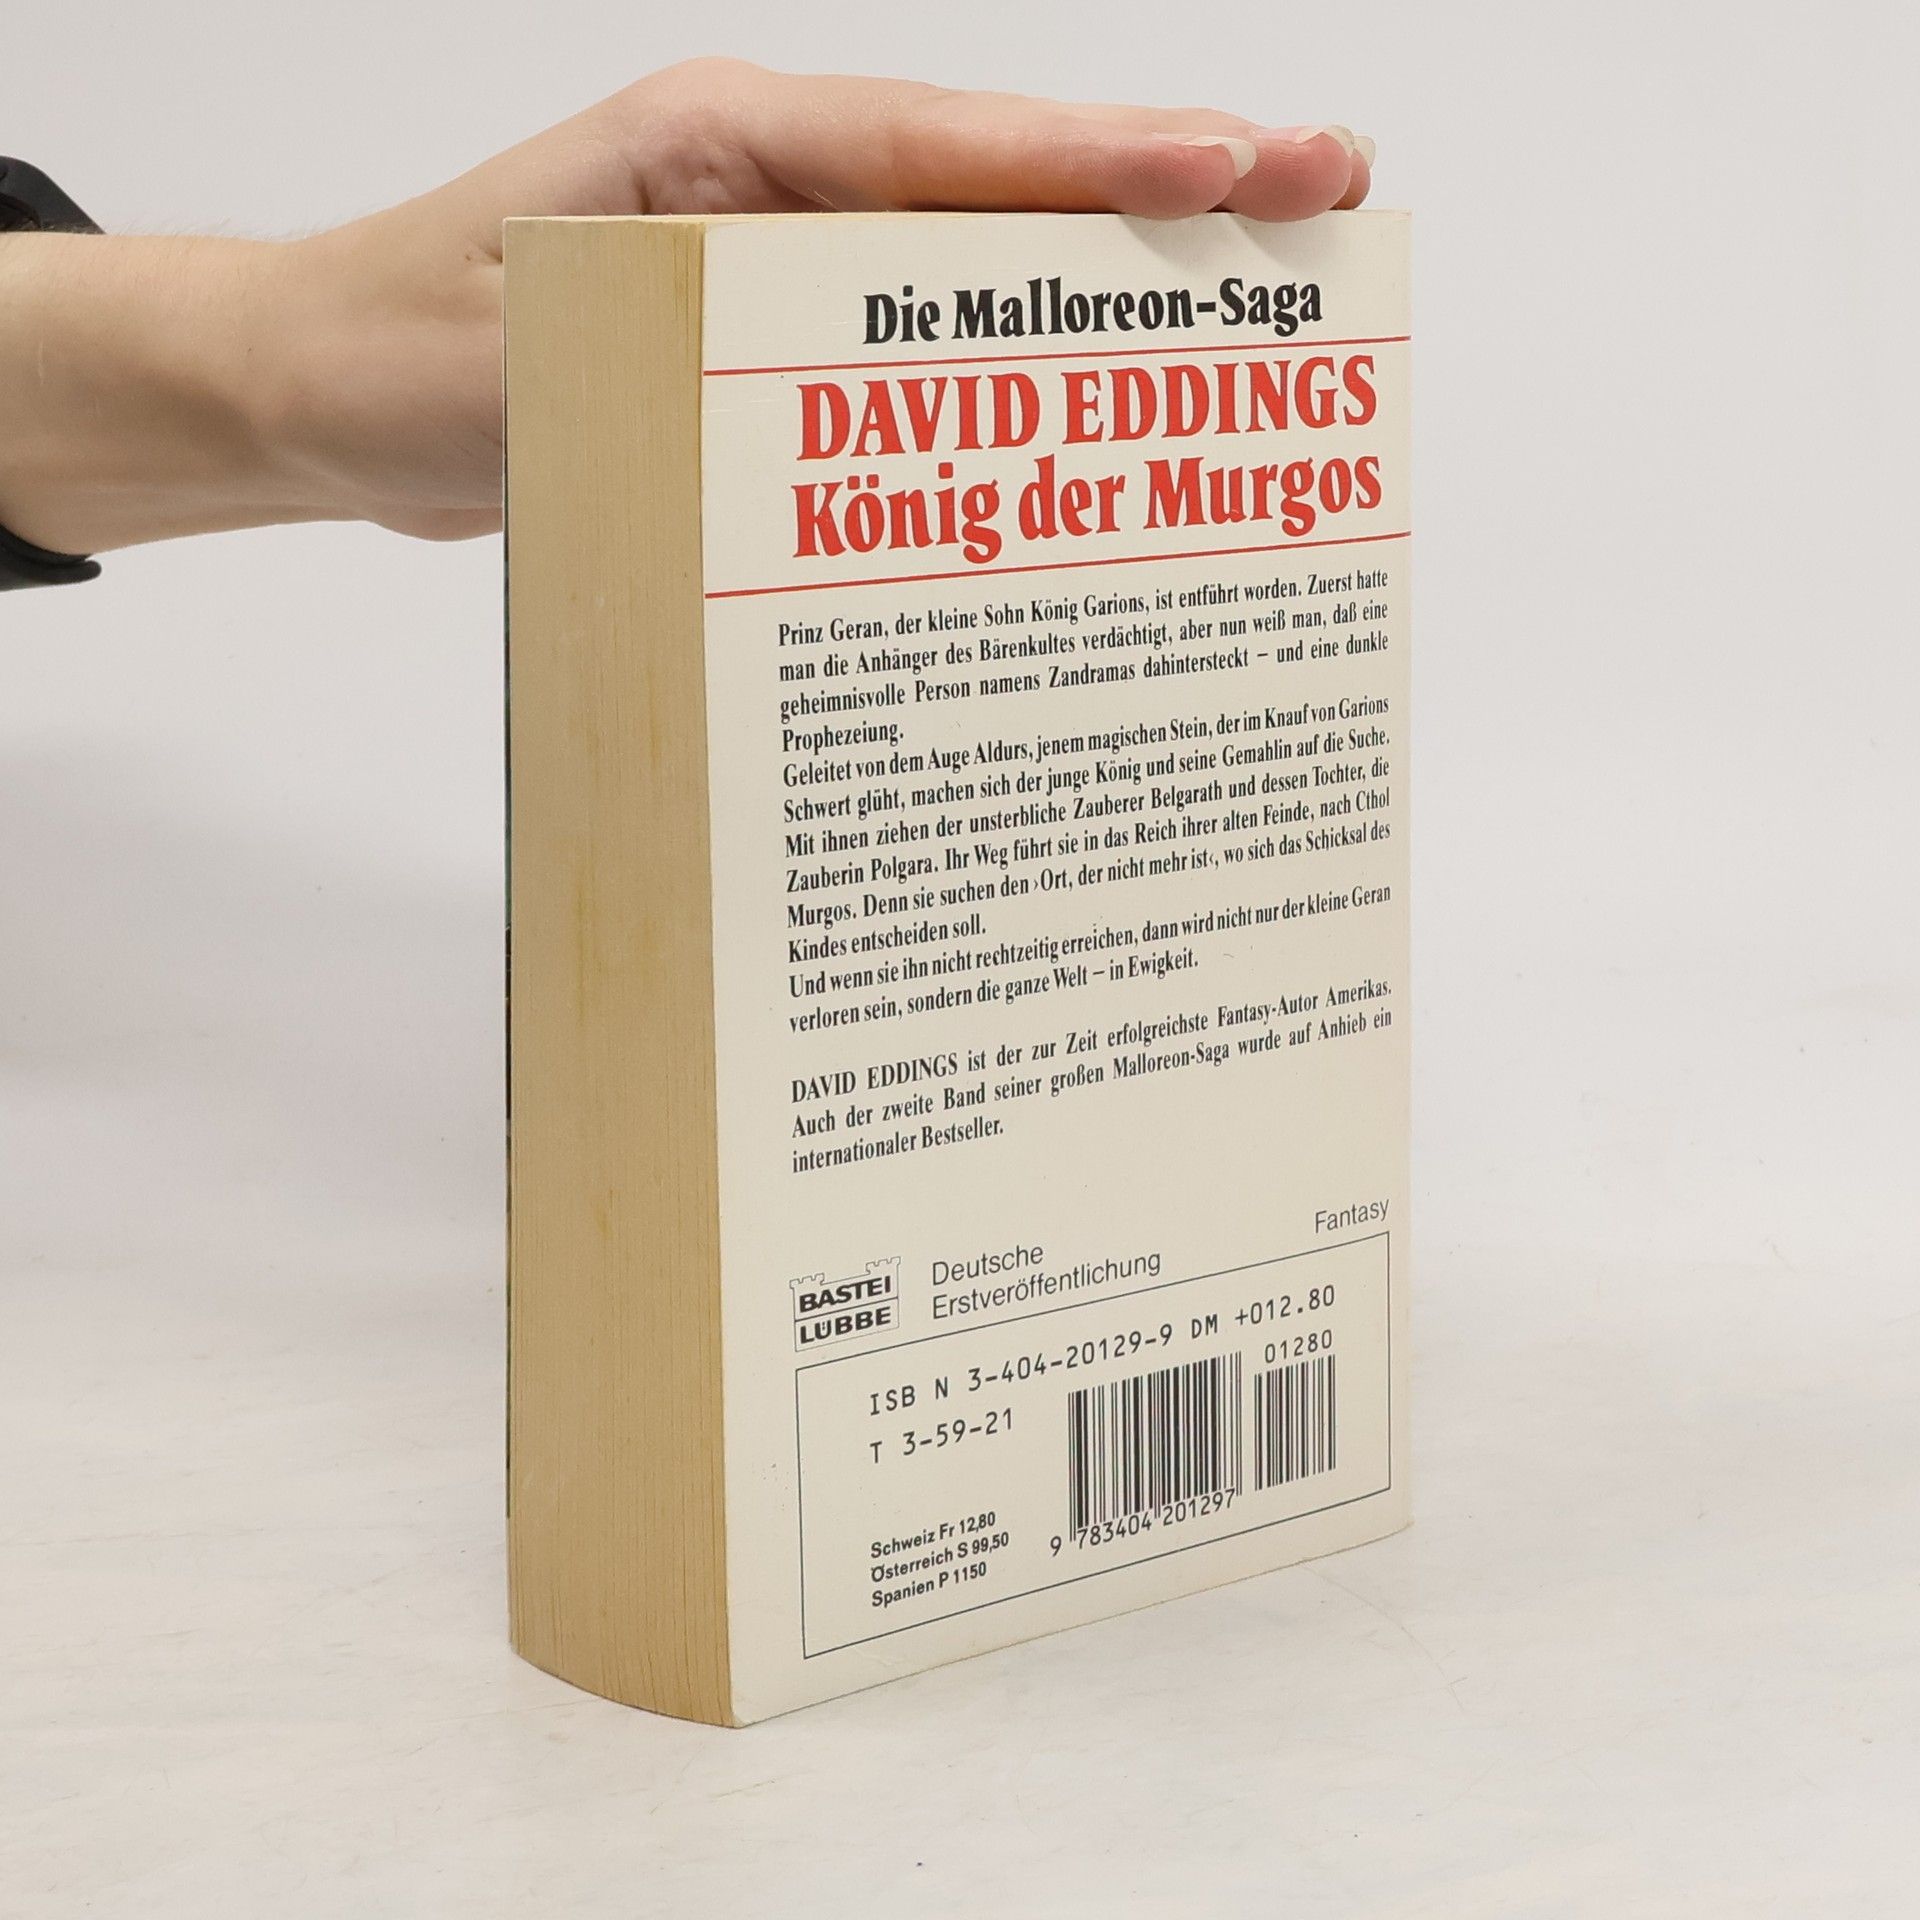 Die Malloreon-Saga
DAVID EDDINGS
König der Murgos
Prinz Geran, der kleine Sohn König Garions, ist entführt worden. Zuerst hatte
man die Anhänger des Bärenkultes verdächtigt, aber nun weiß man, daß eine
geheimnisvolle Person namens Zandramas dahintersteckt – und eine dunkle
Prophezeiung.
Geleitet von dem Auge Aldurs, jenem magischen Stein, der im Knauf von Garions
Schwert glüht, machen sich der junge König und seine Gemahlin auf die Suche.
Mit ihnen ziehen der unsterbliche Zauberer Belgarath und dessen Tochter, die
Zauberin Polgara. Ihr Weg führt sie in das Reich ihrer alten Feinde, nach Cthol
Murgos. Denn sie suchen den ›Ort, der nicht mehr ist‹, wo sich das Schicksal des
Kindes entscheiden soll.
Und wenn sie ihn nicht rechtzeitig erreichen, dann wird nicht nur der kleine Geran
verloren sein, sondern die ganze Welt – in Ewigkeit.
DAVID EDDINGS ist der zur Zeit erfolgreichste Fantasy-Autor Amerikas.
Auch der zweite Band seiner großen Malloreon-Saga wurde auf Anhieb ein
internationaler Bestseller.
Fantasy
BASTEI
LÜBBE
Deutsche
Erstveröffentlichung
ISB N 3-404-20129-9 DM +012.80
T 3-59-21
01280
9 783404 201297
Schweiz Fr 12,80
Österreich S 99,50
Spanien P 1150